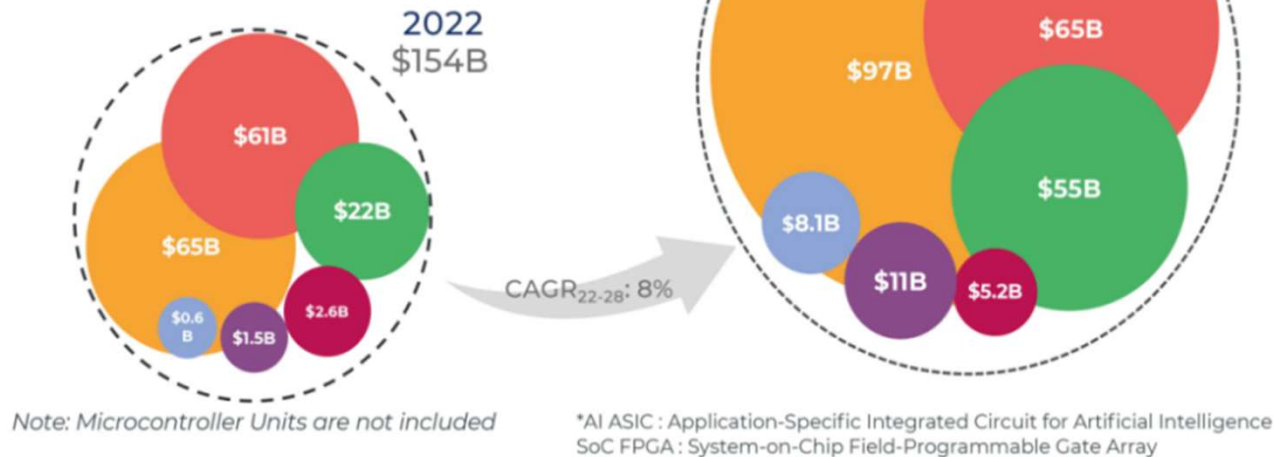 2022
$154B
$61B
$22B
$65B
$0.6
B
$1.5B
$2.6B
CAGR22-28: 8%
$65B
$97B
$55B
$8.1B
$11B
$5.2B
Note: Microcontroller Units are not included
*AI ASIC : Application-Specific Integrated Circuit for Artificial Intelligence
SoC FPGA : System-on-Chip Field-Programmable Gate Array